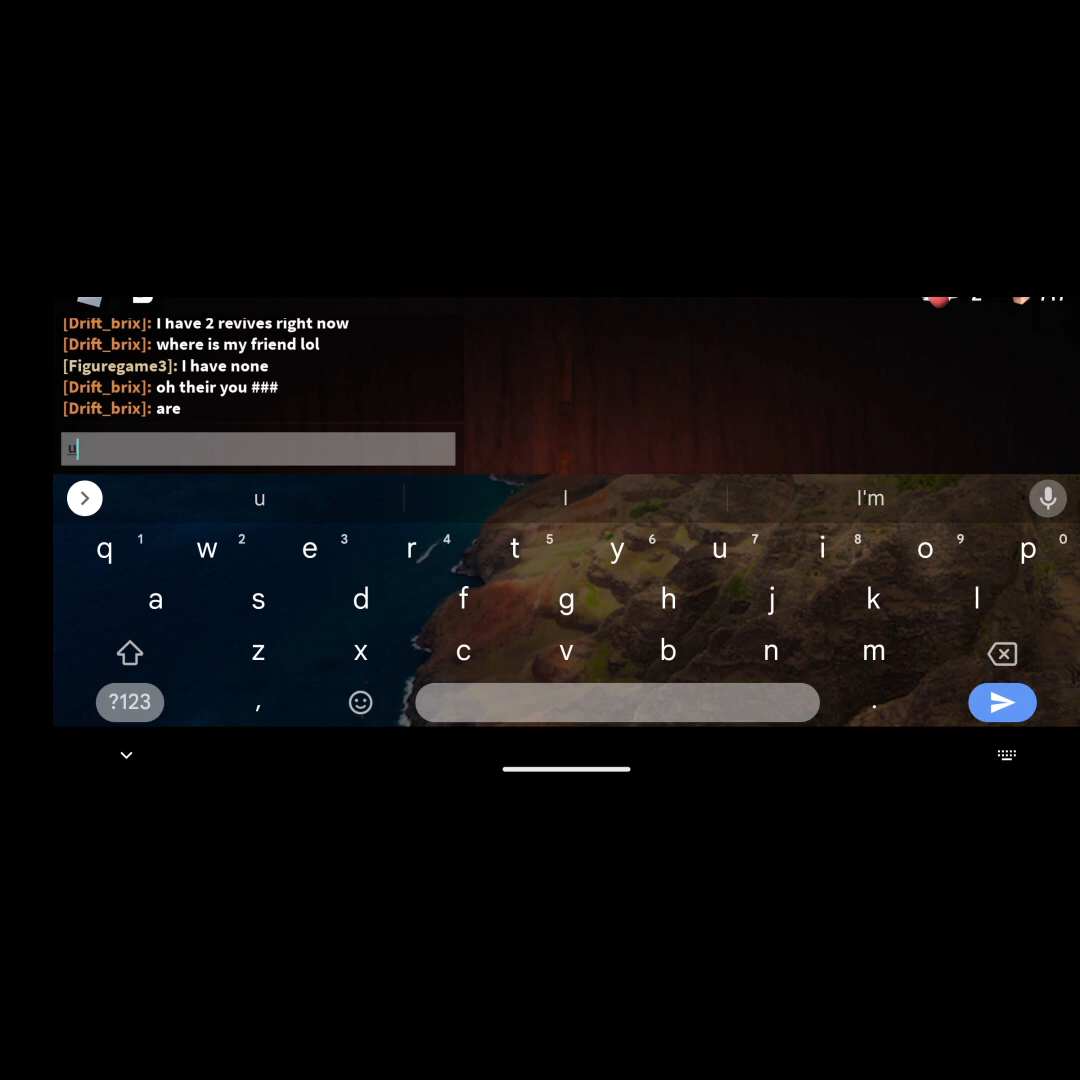 [Drift_brix]: I have 2 revives right now
[Drift_brix]: where is my friend lol
[Figuregame3]: I have none
[Drift_brix]: oh their you ###
[Drift_brix]: are
u
u I I'm
q 1 w 2 e 3 r 4 t 5 y 6 u 7 i 8 o 9 p 0
a s d f g h j k l
z x c v b n m
?123 , .